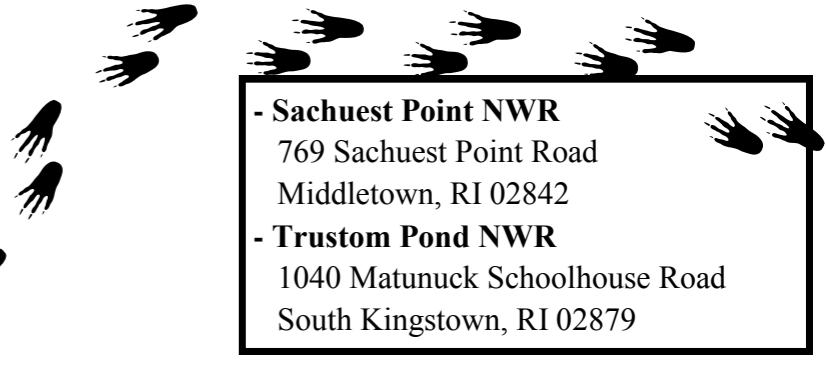 - Sachuest Point NWR
769 Sachuest Point Road
Middletown, RI 02842
- Trustom Pond NWR
1040 Matunuck Schoolhouse Road
South Kingstown, RI 02879